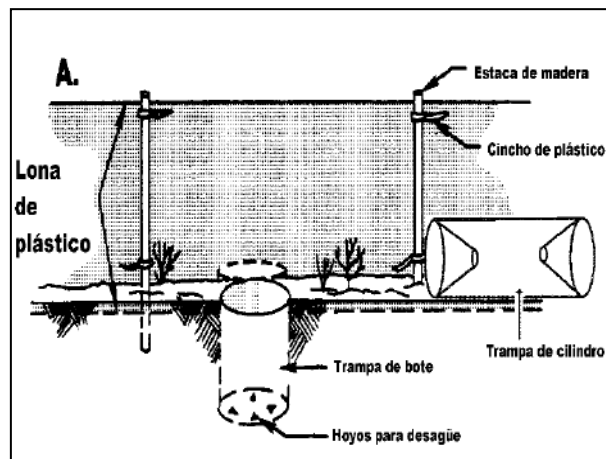 A.
Estaca de madera
Cincho de plástico
Lona
de
plástico
Trampa de cilindro
Trampa de bote
Hoyos para desagüe